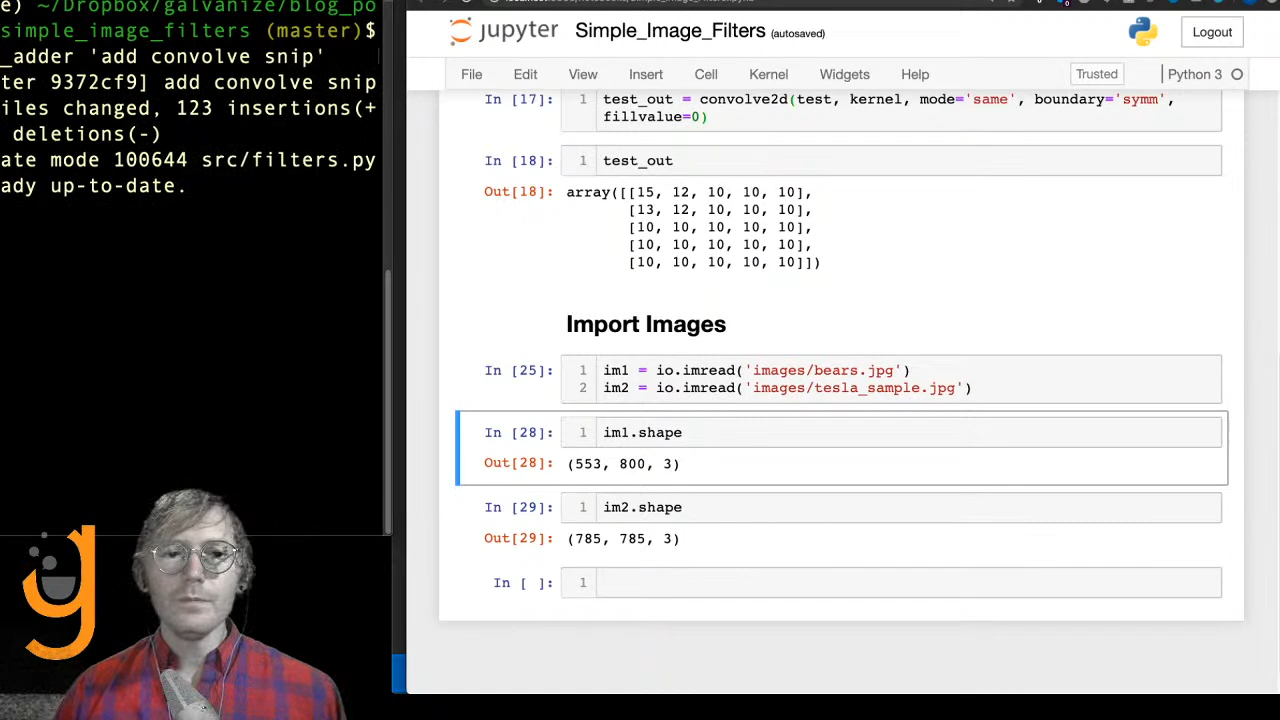 e) ~/Dropbox/galvanize/blog_po
simple_image_filters (master)$
_adder 'add convolve snip'
ter 9372cf9] add convolve snip
iles changed, 123 insertions(+
deletions(-)
ate mode 100644 src/filters.py
ady up-to-date.
jupyter Simple_Image_Filters (autosaved) Logout
File Edit View Insert Cell Kernel Widgets Help Trusted Python 3
In [17]: 1 test_out = convolve2d(test, kernel, mode='same', boundary='symm',
fillvalue=0)
In [18]: 1 test_out
Out[18]: array([[15, 12, 10, 10, 10],
[13, 12, 10, 10, 10],
[10, 10, 10, 10, 10],
[10, 10, 10, 10, 10],
[10, 10, 10, 10, 10]])
Import Images
In [25]: 1 im1 = io.imread('images/bears.jpg')
2 im2 = io.imread('images/tesla_sample.jpg')
In [28]: 1 im1.shape
Out[28]: (553, 800, 3)
In [29]: 1 im2.shape
Out[29]: (785, 785, 3)
In [ ]: 1
g